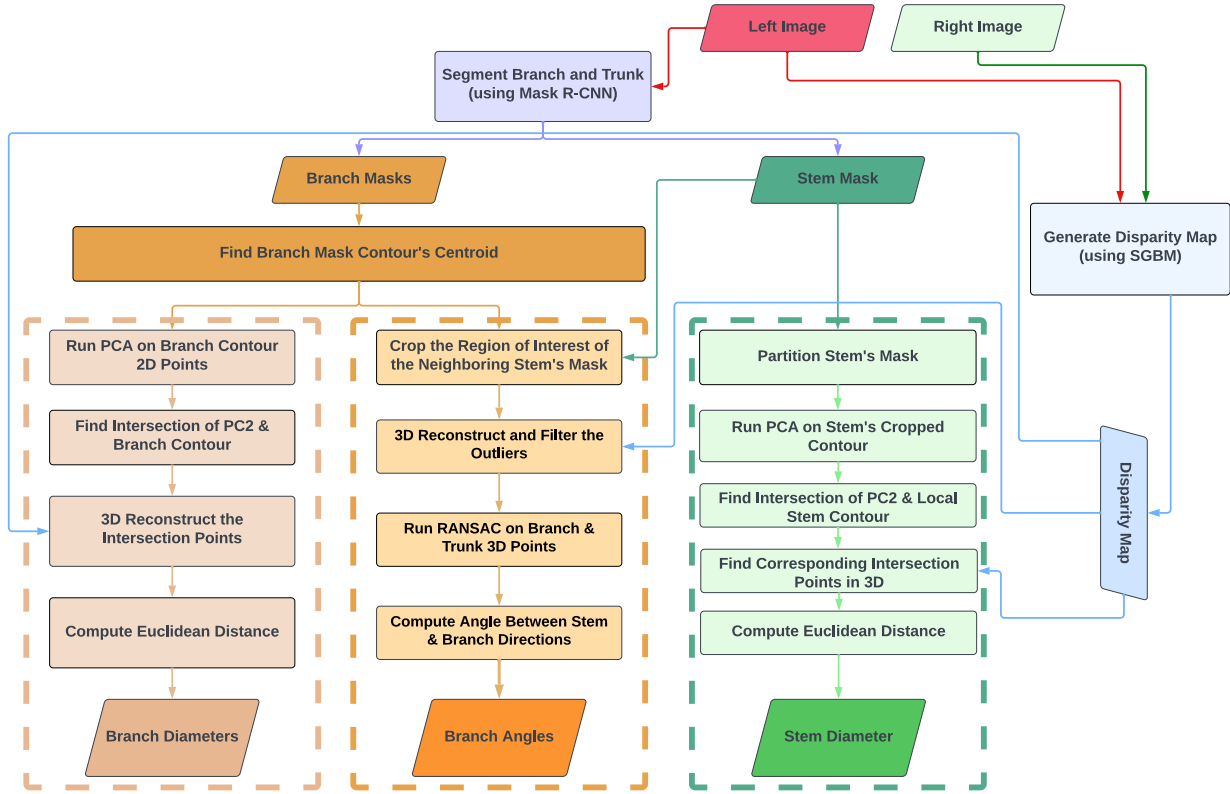 Left Image
Right Image
Segment Branch and Trunk
(using Mask R-CNN)
Branch Masks
Stem Mask
Find Branch Mask Contour's Centroid
Generate Disparity Map
(using SGBM)
Run PCA on Branch Contour
2D Points
Find Intersection of PC2 &
Branch Contour
3D Reconstruct the
Intersection Points
Compute Euclidean Distance
Branch Diameters
Crop the Region of Interest of
the Neighboring Stem's Mask
3D Reconstruct and Filter the
Outliers
Run RANSAC on Branch &
Trunk 3D Points
Compute Angle Between Stem
& Branch Directions
Branch Angles
Partition Stem's Mask
Run PCA on Stem's Cropped
Contour
Find Intersection of PC2 & Local
Stem Contour
Find Corresponding Intersection
Points in 3D
Compute Euclidean Distance
Stem Diameter
Disparity Map